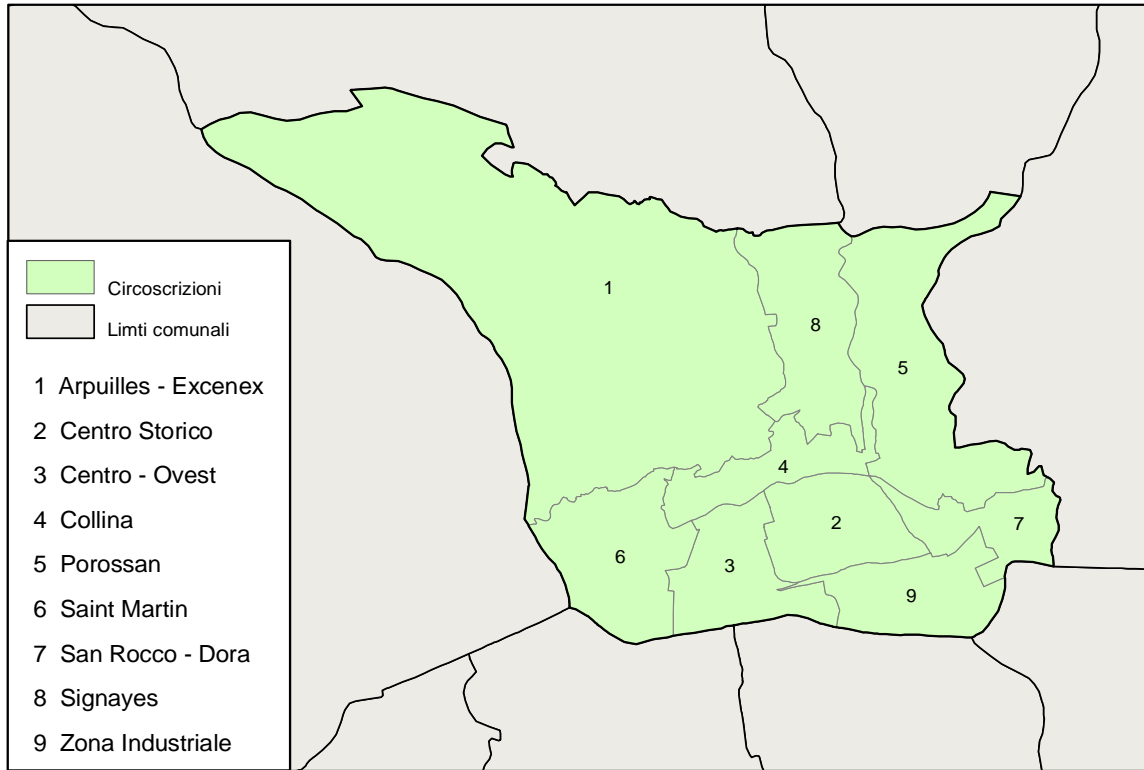 1
8
5
4
2
7
6
3
9
Circoscrizioni
Limti comunali
1 Arpuilles - Excenex
2 Centro Storico
3 Centro - Ovest
4 Collina
5 Porossan
6 Saint Martin
7 San Rocco - Dora
8 Signayes
9 Zona Industriale